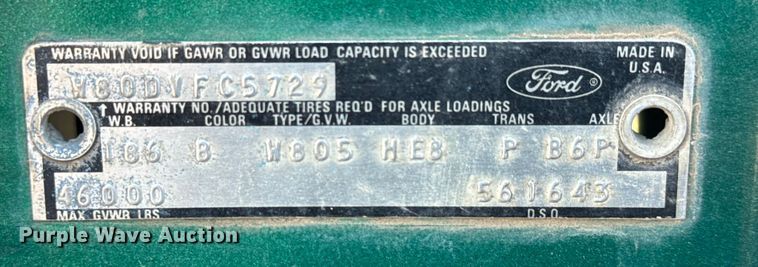 WARRANTY VOID IF GAWR OR GVWR LOAD CAPACITY IS EXCEEDED
MADE IN
U.S.A.
W80DVFC5729
Ford ®
↑ WARRANTY NO./ADEQUATE TIRES REQ'D FOR AXLE LOADINGS
W.B. COLOR TYPE/G.V.W. BODY TRANS AXLE
186 B W805 HEB P B6P
46000 561643
MAX GVWR LBS D.S.O.
Purple Wave Auction